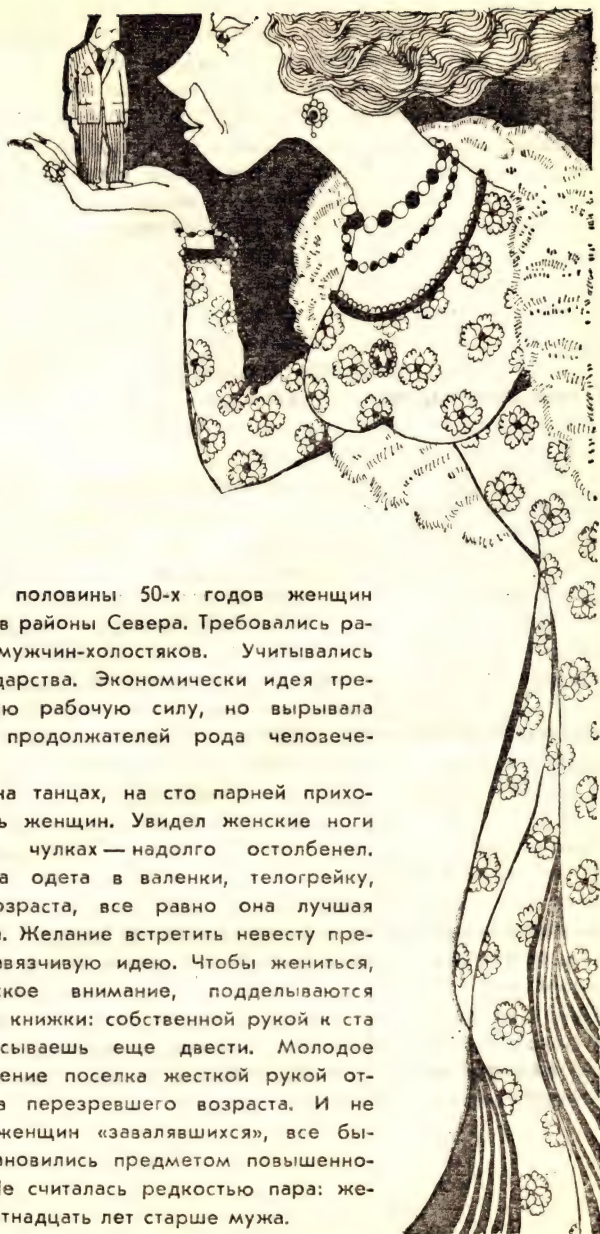 половины 50-х годов женщин
в районы Севера. Требовались ра-
мужчин-холостяков. Учитывались
дарства. Экономически идея тре-
ю рабочую силу, но вырывала
продолжателей рода человече-
на танцах, на сто парней прихо-
ь женщин. Увидел женские ноги
чулках — надолго остолбенел.
а одета в валенки, телогрейку,
озраста, все равно она лучшая
. Желание встретить невесту пре-
авязчивую идею. Чтобы жениться,
ское внимание, подделываются
книжки: собственной рукой к ста
сываешь еще двести. Молодое
ение поселка жесткой рукой от-
а перезревшего возраста. И не
женщин «завалявшихся», все бы-
ановились предметом повышенно-
Не считалась редкостью пара: же-
тнадцать лет старше мужа.